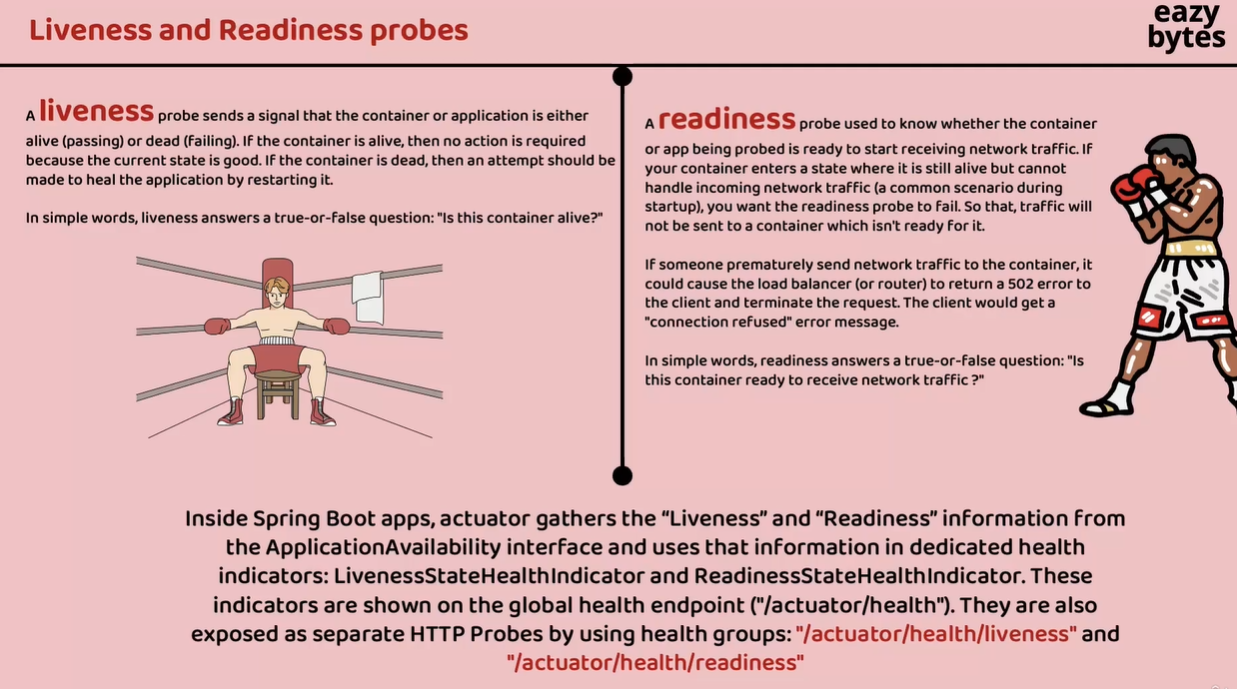 Liveness and Readiness probes
eazy
bytes
A liveness probe sends a signal that the container or application is either
alive (passing) or dead (failing). If the container is alive, then no action is required
because the current state is good. If the container is dead, then an attempt should be
made to heal the application by restarting it.
In simple words, liveness answers a true-or-false question: "Is this container alive?"
A readiness probe used to know whether the container
or app being probed is ready to start receiving network traffic. If
your container enters a state where it is still alive but cannot
handle incoming network traffic (a common scenario during
startup), you want the readiness probe to fail. So that, traffic will
not be sent to a container which isn't ready for it.
If someone prematurely send network traffic to the container, it
could cause the load balancer (or router) to return a 502 error to
the client and terminate the request. The client would get a
"connection refused" error message.
In simple words, readiness answers a true-or-false question: "Is
this container ready to receive network traffic ?"
Inside Spring Boot apps, actuator gathers the “Liveness” and “Readiness” information from
the ApplicationAvailability interface and uses that information in dedicated health
indicators: LivenessStateHealthIndicator and ReadinessStateHealthIndicator. These
indicators are shown on the global health endpoint ("/actuator/health"). They are also
exposed as separate HTTP Probes by using health groups: "/actuator/health/liveness" and
"/actuator/health/readiness"